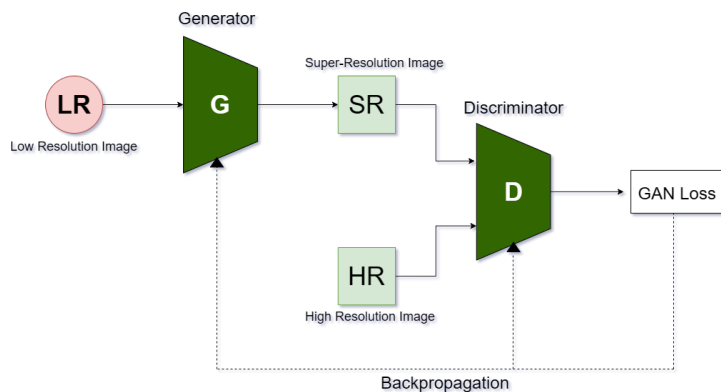 Generator
LR
Low Resolution Image
G
Super-Resolution Image
SR
Discriminator
D
GAN Loss
HR
High Resolution Image
Backpropagation